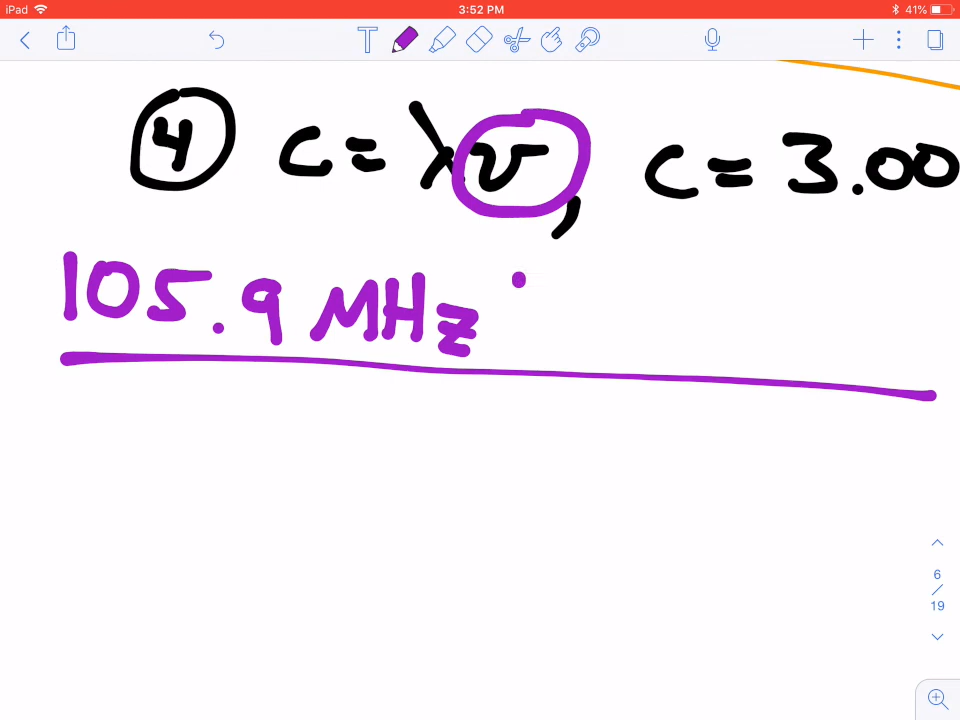 iPad 3:52 PM 41%
T
4 c = λν, c = 3.00
105.9 MHz
6
/
19